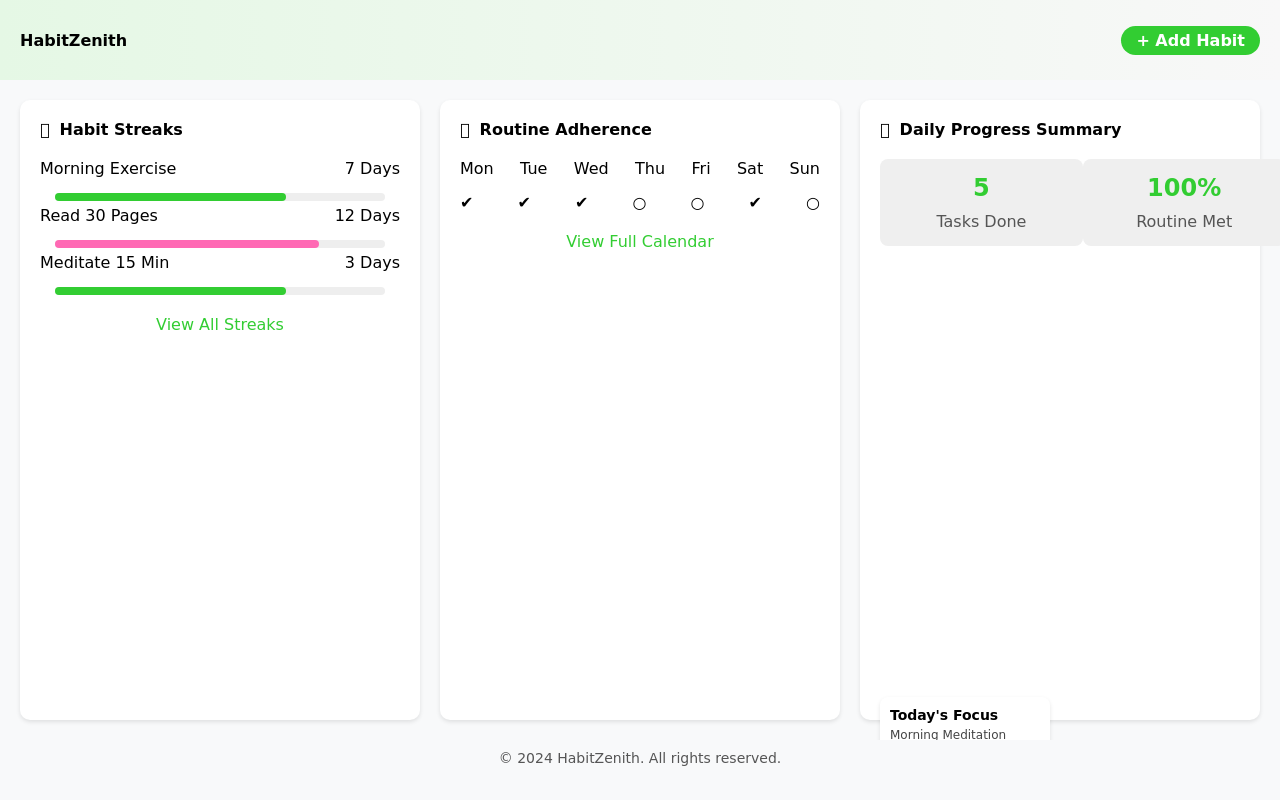 HabitZenith
+ Add Habit
Habit Streaks
Morning Exercise 7 Days
Read 30 Pages 12 Days
Meditate 15 Min 3 Days
View All Streaks
Routine Adherence
Mon Tue Wed Thu Fri Sat Sun
✔ ✔ ✔ ○ ○ ✔ ○
View Full Calendar
Daily Progress Summary
5 100%
Tasks Done Routine Met
Today's Focus
Morning Meditation
© 2024 HabitZenith. All rights reserved.